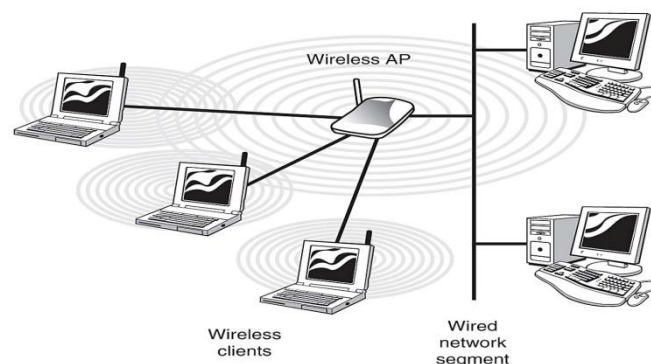 Wireless AP
Wireless
clients
Wired
network
segment